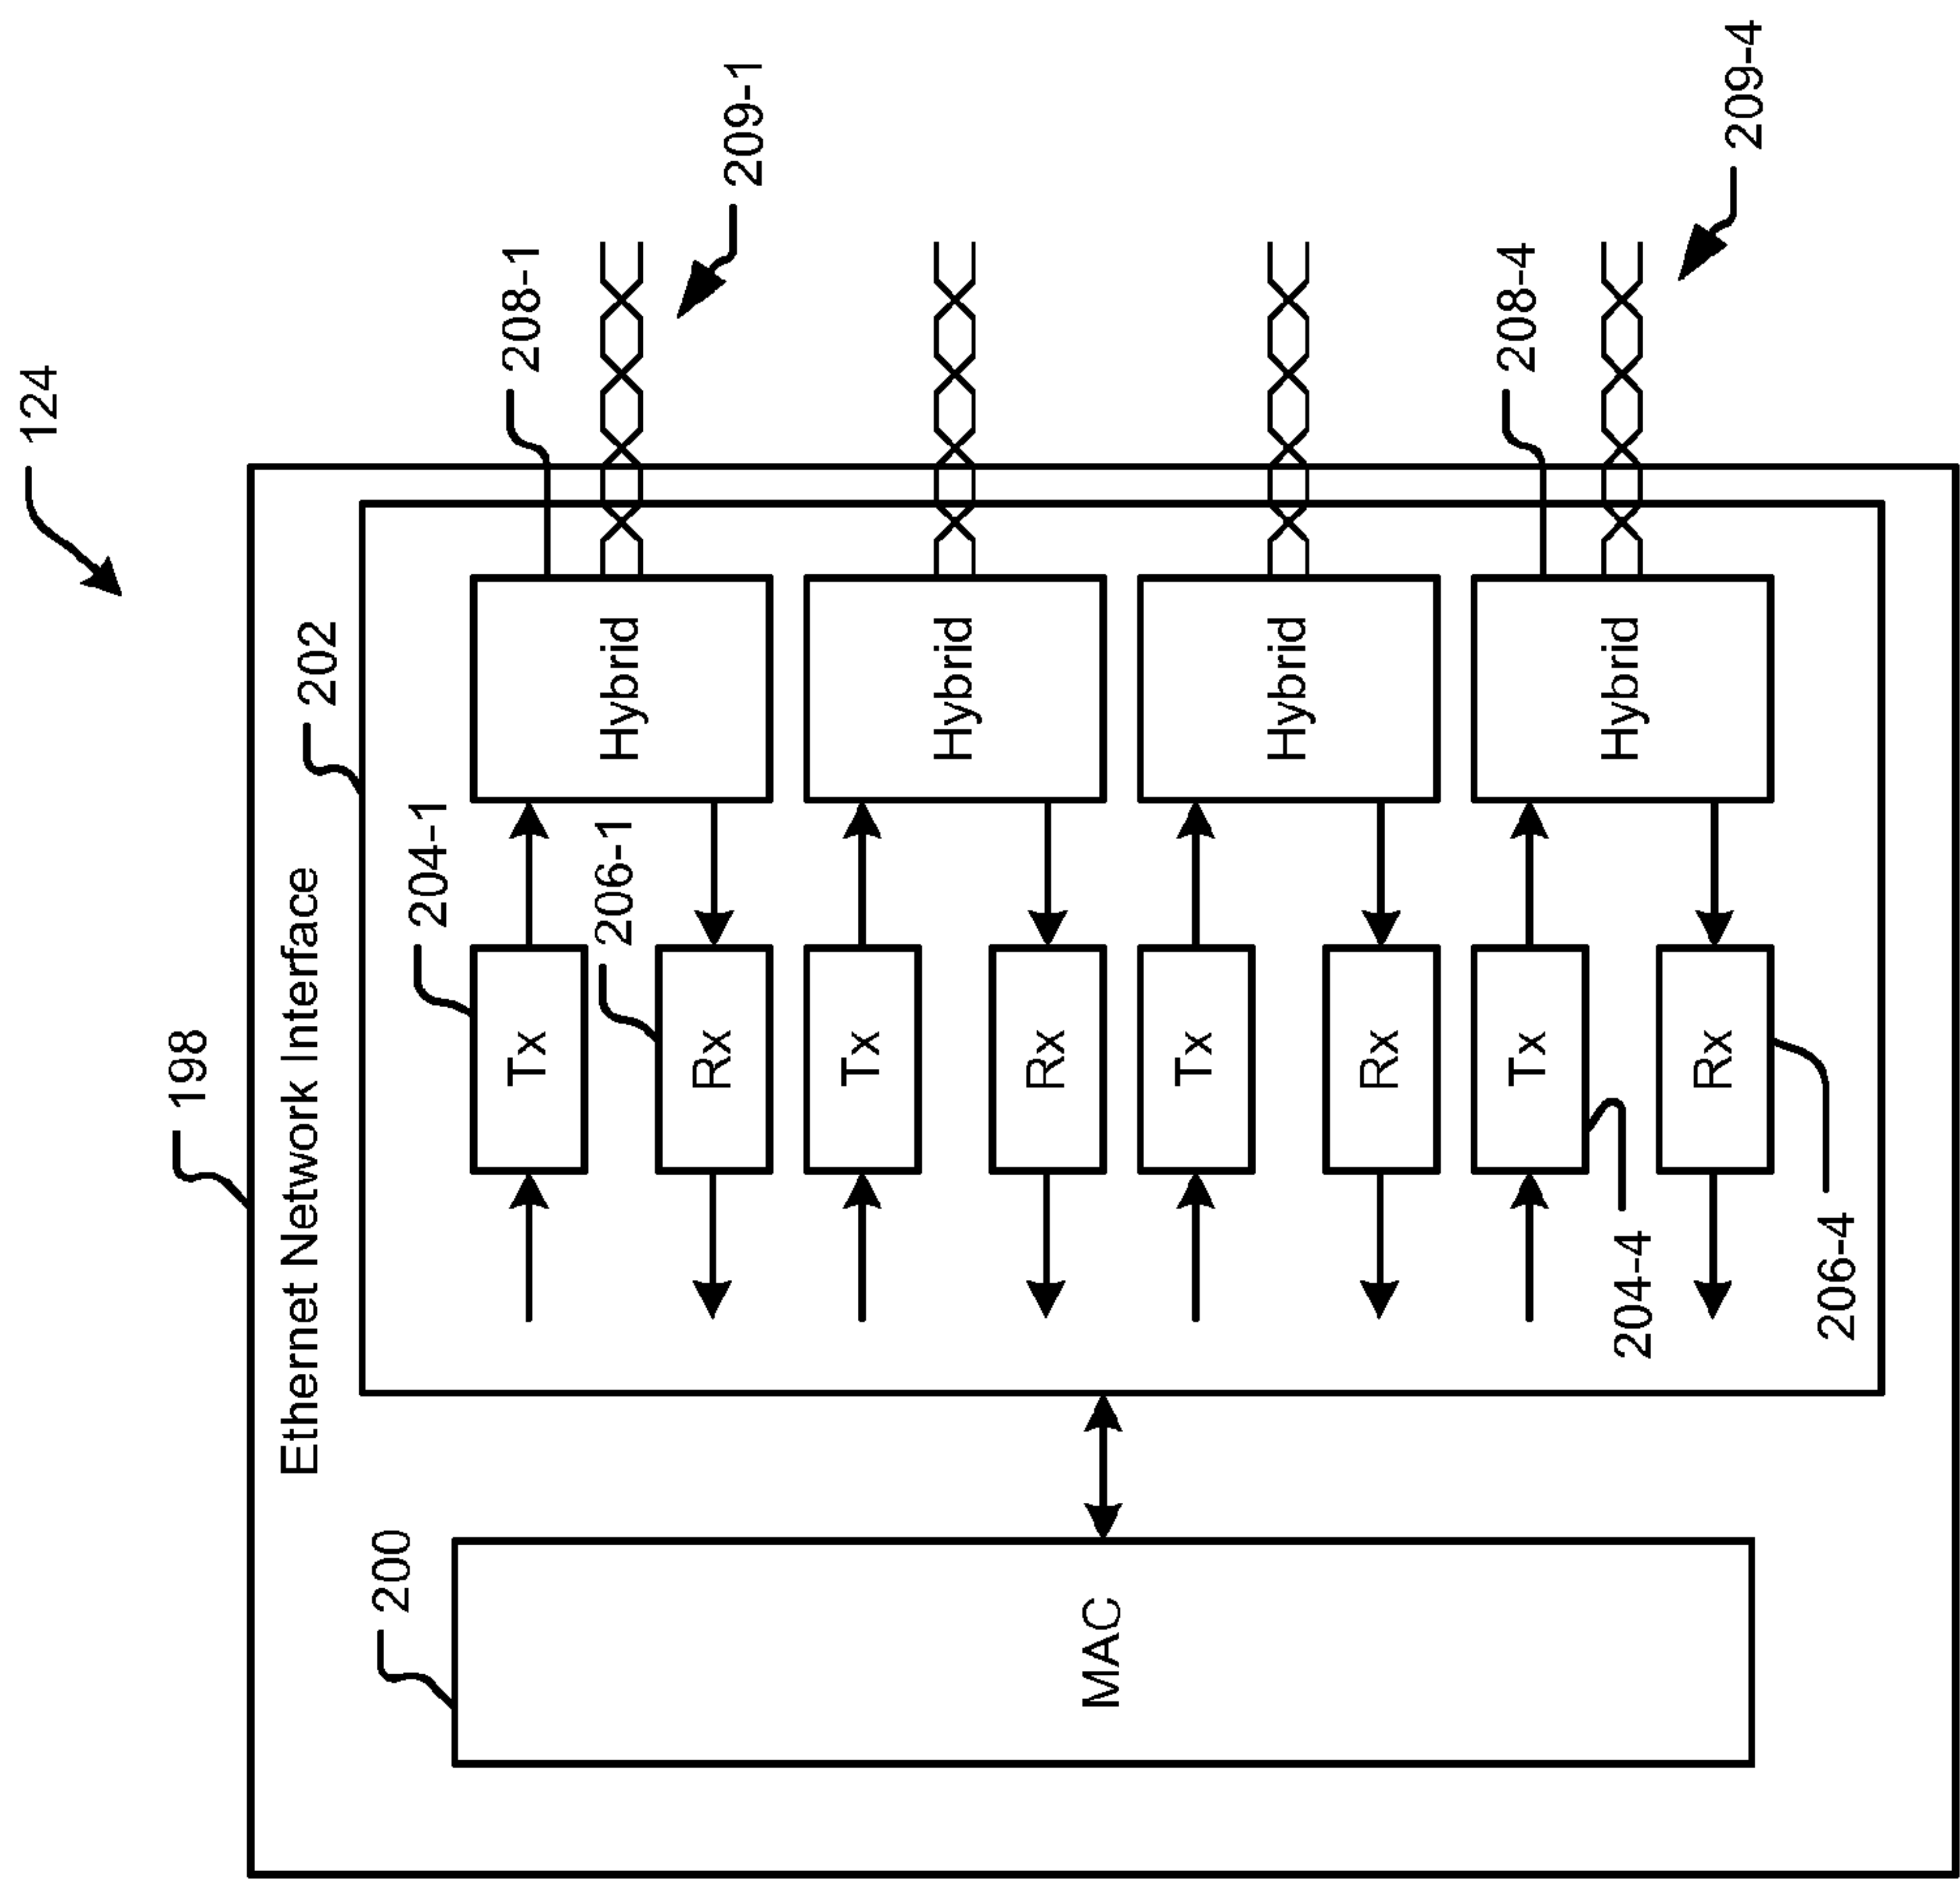 124
198
Ethernet Network Interface
202
200
MAC
204-1
Tx
206-1
Rx
Hybrid
208-1
209-1
Tx
Rx
Hybrid
Tx
Rx
Hybrid
Tx
204-4
Rx
206-4
Hybrid
208-4
209-4